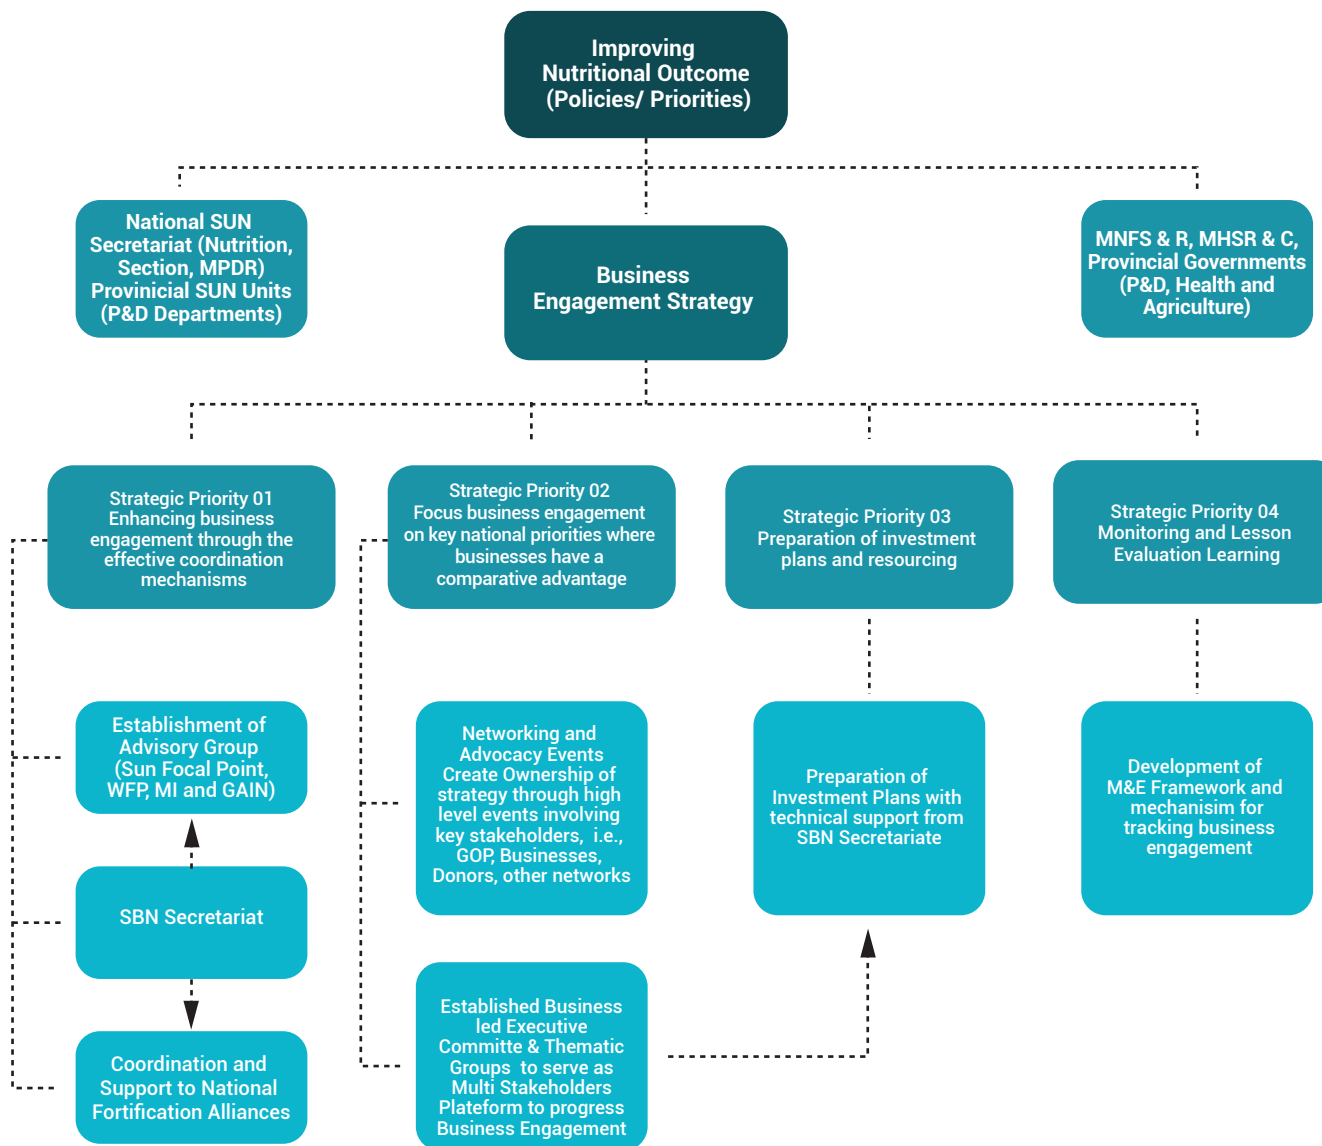 Improving
Nutritional Outcome
(Policies/ Priorities)
National SUN
Secretariat (Nutrition,
Section, MPDR)
Provinicial SUN Units
(P&D Departments)
Business
Engagement Strategy
MNFS & R, MHSR & C,
Provincial Governments
(P&D, Health and
Agriculture)
Strategic Priority 01
Enhancing business
engagement through the
effective coordination
mechanisms
Strategic Priority 02
Focus business engagement
on key national priorities where
businesses have a
comparative advantage
Strategic Priority 03
Preparation of investment
plans and resourcing
Strategic Priority 04
Monitoring and Lesson
Evaluation Learning
Establishment of
Advisory Group
(Sun Focal Point,
WFP, MI and GAIN)
SBN Secretariat
Coordination and
Support to National
Fortification Alliances
Networking and
Advocacy Events
Create Ownership of
strategy through high
level events involving
key stakeholders, i.e.,
GOP, Businesses,
Donors, other networks
Established Business
led Executive
Committe & Thematic
Groups to serve as
Multi Stakeholders
Plateform to progress
Business Engagement
Preparation of
Investment Plans with
technical support from
SBN Secretariate
Development of
M&E Framework and
mechanisim for
tracking business
engagement